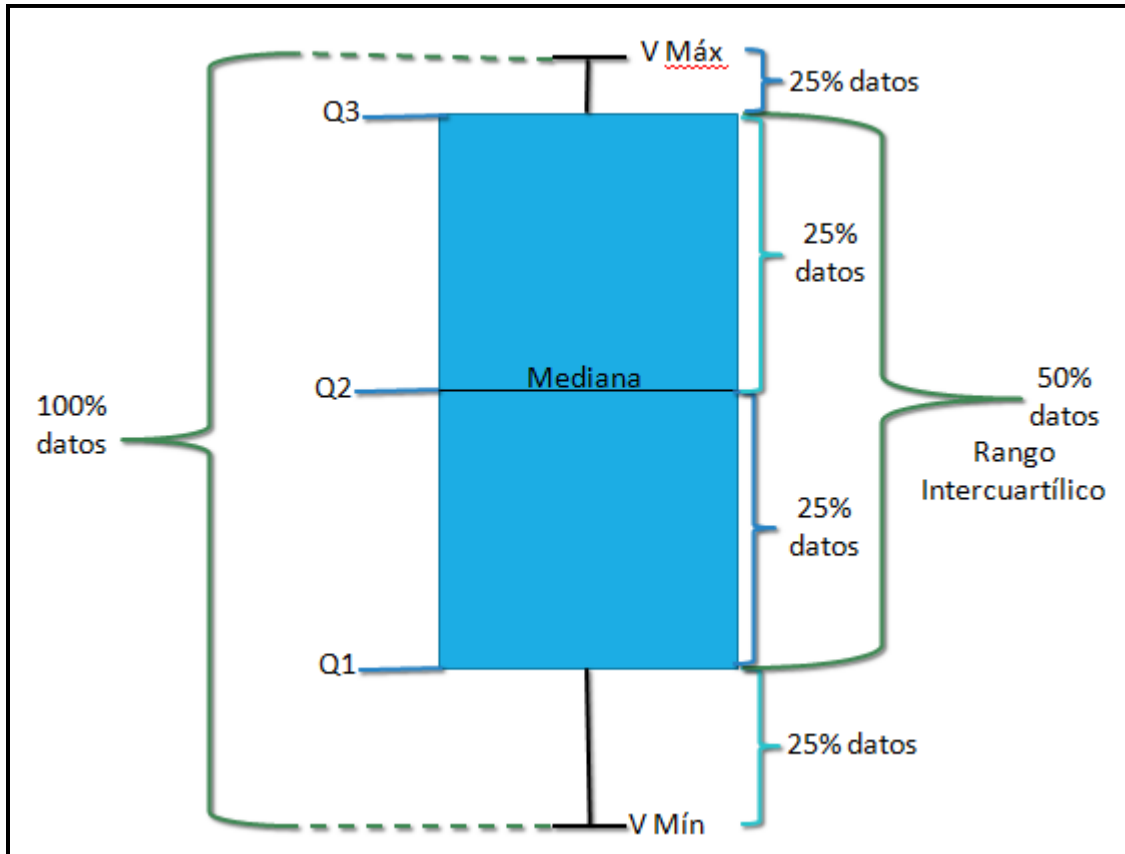 V Máx
25% datos
Q3
25%
datos
Mediana
Q2
100%
datos
50%
datos
Rango
Intercuartílico
25%
datos
Q1
25% datos
V Mín